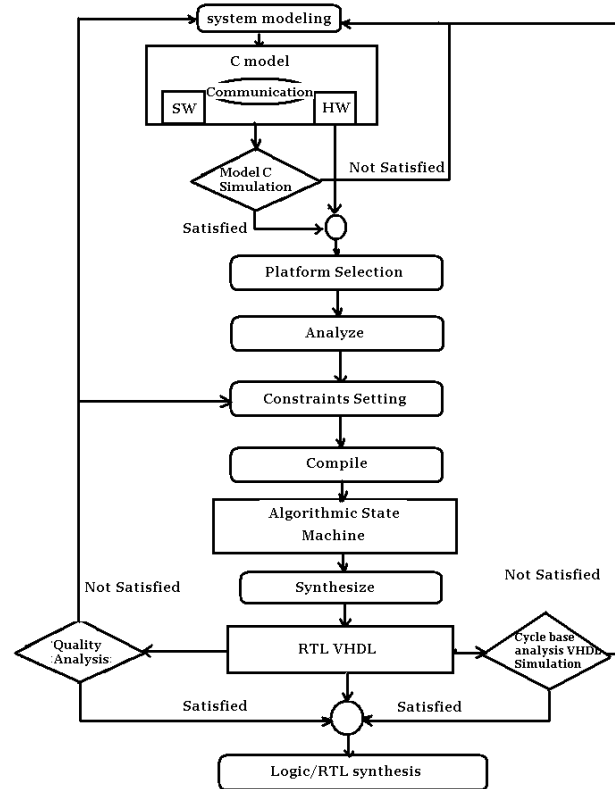 system modeling
C model
Communication
SW
HW
Model C
Simulation
Not Satisfied
Satisfied
Platform Selection
Analyze
Constraints Setting
Compile
Algorithmic State
Machine
Synthesize
Not Satisfied
Not Satisfied
Quality
Analysis
RTL VHDL
Cycle base
analysis VHDL
Simulation
Satisfied
Satisfied
Logic/RTL synthesis